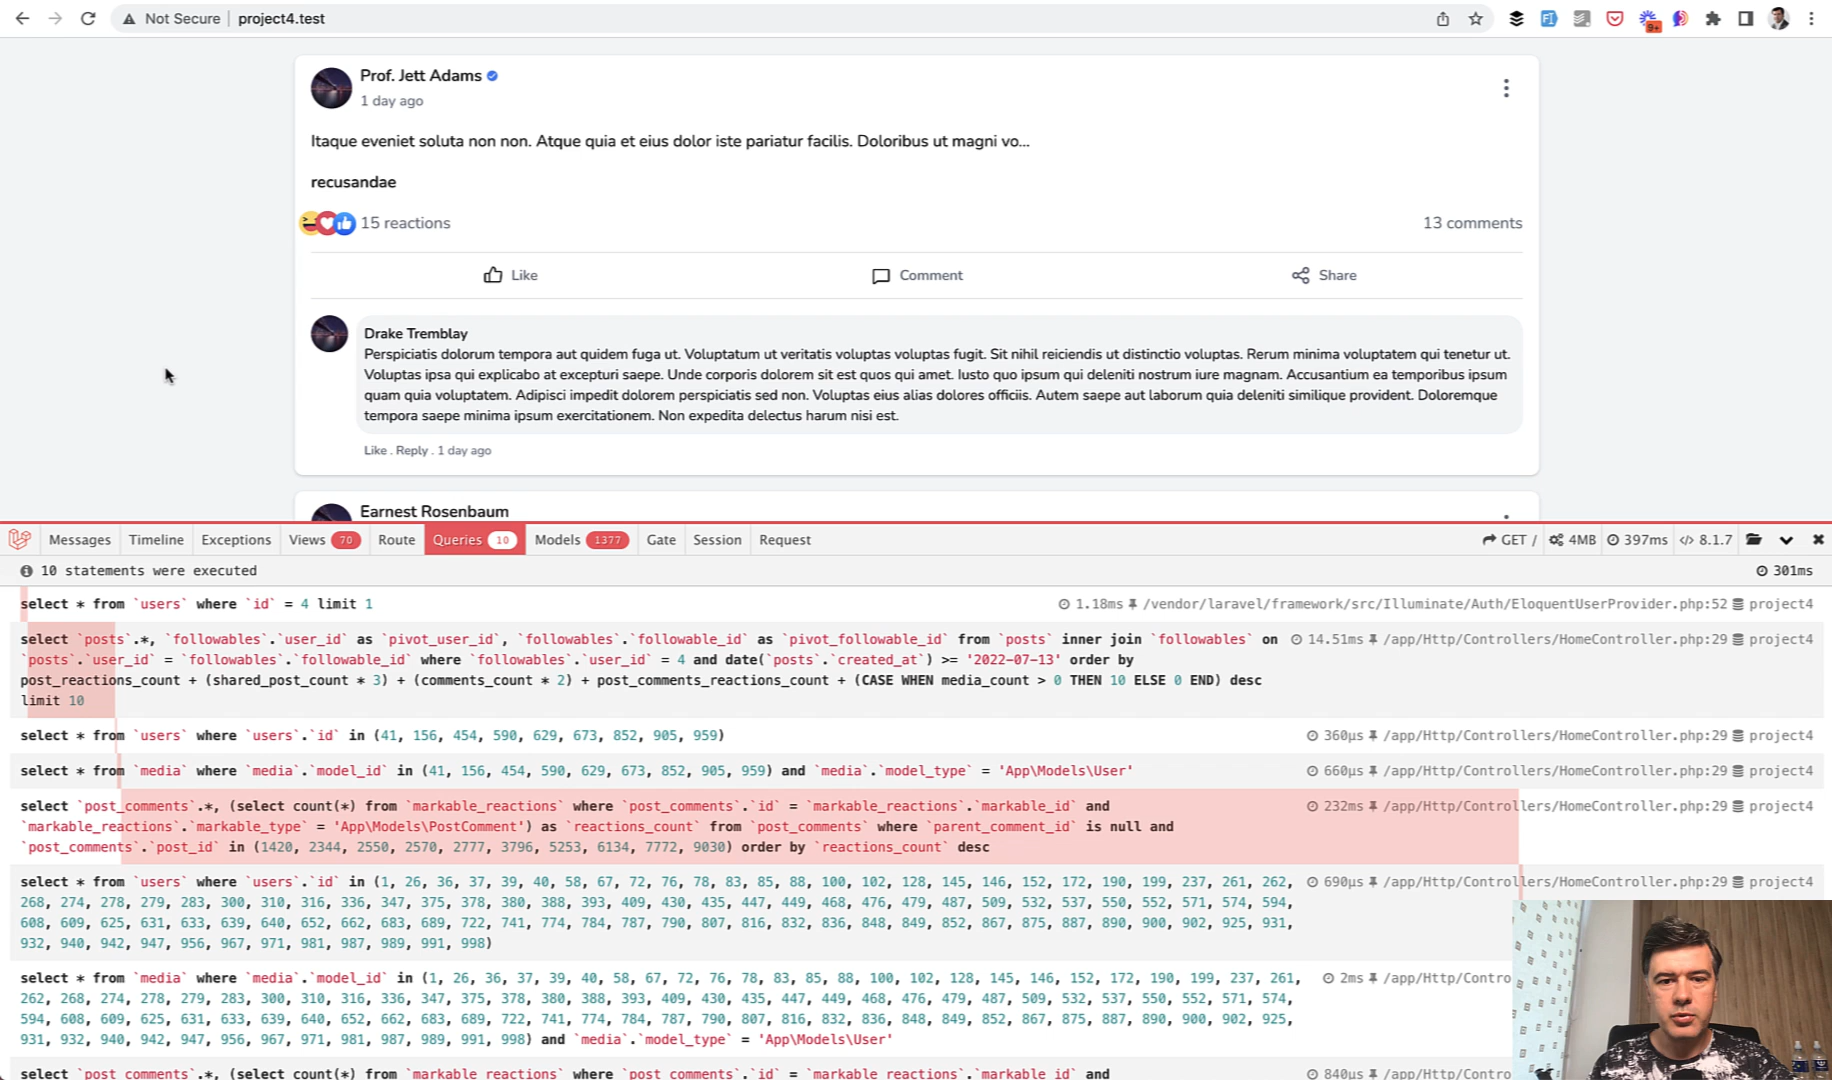 Not Secure | project4.test
9+
Prof. Jett Adams
1 day ago
Itaque eveniet soluta non non. Atque quia et eius dolor iste pariatur facilis. Doloribus ut magni vo...
recusandae
15 reactions
13 comments
Like
Comment
Share
Drake Tremblay
Perspiciatis dolorum tempora aut quidem fuga ut. Voluptatum ut veritatis voluptas voluptas fugit. Sit nihil reiciendis ut distinctio voluptas. Rerum minima voluptatem qui tenetur ut.
Voluptas ipsa qui explicabo at excepturi saepe. Unde corporis dolorem sit est quos qui amet. Iusto quo ipsum qui deleniti nostrum iure magnam. Accusantium ea temporibus ipsum
quam quia voluptatem. Adipisci impedit dolorem perspiciatis sed non. Voluptas eius alias dolores officiis. Autem saepe aut laborum quia deleniti similique provident. Doloremque
tempora saepe minima ipsum exercitationem. Non expedita delectus harum nisi est.
Like . Reply . 1 day ago
Earnest Rosenbaum
Messages Timeline Exceptions Views 70 Route Queries 10 Models 1377 Gate Session Request GET / 4MB 397ms 8.1.7
10 statements were executed 301ms
select * from `users` where `id` = 4 limit 1 1.18ms /vendor/laravel/framework/src/Illuminate/Auth/EloquentUserProvider.php:52 project4
select `posts`.*, `followables`.`user_id` as `pivot_user_id`, `followables`.`followable_id` as `pivot_followable_id` from `posts` inner join `followables` on 14.51ms /app/Http/Controllers/HomeController.php:29 project4
`posts`.`user_id` = `followables`.`followable_id` where `followables`.`user_id` = 4 and date(`posts`.`created_at`) >= '2022-07-13' order by
post_reactions_count + (shared_post_count * 3) + (comments_count * 2) + post_comments_reactions_count + (CASE WHEN media_count > 0 THEN 10 ELSE 0 END) desc
limit 10
select * from `users` where `users`.`id` in (41, 156, 454, 590, 629, 673, 852, 905, 959) 360μs /app/Http/Controllers/HomeController.php:29 project4
select * from `media` where `media`.`model_id` in (41, 156, 454, 590, 629, 673, 852, 905, 959) and `media`.`model_type` = 'App\Models\User' 660μs /app/Http/Controllers/HomeController.php:29 project4
select `post_comments`.*, (select count(*) from `markable_reactions` where `post_comments`.`id` = `markable_reactions`.`markable_id` and 232ms /app/Http/Controllers/HomeController.php:29 project4
`markable_reactions`.`markable_type` = 'App\Models\PostComment') as `reactions_count` from `post_comments` where `parent_comment_id` is null and
`post_comments`.`post_id` in (1420, 2344, 2550, 2570, 2777, 3796, 5253, 6134, 7772, 9030) order by `reactions_count` desc
select * from `users` where `users`.`id` in (1, 26, 36, 37, 39, 40, 58, 67, 72, 76, 78, 83, 85, 88, 100, 102, 128, 145, 146, 152, 172, 190, 199, 237, 261, 262, 690μs /app/Http/Controllers/HomeController.php:29 project4
268, 274, 278, 279, 283, 300, 310, 316, 336, 347, 375, 378, 380, 388, 393, 409, 430, 435, 447, 449, 468, 476, 479, 487, 509, 532, 537, 550, 552, 571, 574, 594,
608, 609, 625, 631, 633, 639, 640, 652, 662, 683, 689, 722, 741, 774, 784, 787, 790, 807, 816, 832, 836, 848, 849, 852, 867, 875, 887, 890, 900, 902, 925, 931,
932, 940, 942, 947, 956, 967, 971, 981, 987, 989, 991, 998)
select * from `media` where `media`.`model_id` in (1, 26, 36, 37, 39, 40, 58, 67, 72, 76, 78, 83, 85, 88, 100, 102, 128, 145, 146, 152, 172, 190, 199, 237, 261, 2ms /app/Http/Contro
262, 268, 274, 278, 279, 283, 300, 310, 316, 336, 347, 375, 378, 380, 388, 393, 409, 430, 435, 447, 449, 468, 476, 479, 487, 509, 532, 537, 550, 552, 571, 574,
594, 608, 609, 625, 631, 633, 639, 640, 652, 662, 683, 689, 722, 741, 774, 784, 787, 790, 807, 816, 832, 836, 848, 849, 852, 867, 875, 887, 890, 900, 902, 925,
931, 932, 940, 942, 947, 956, 967, 971, 981, 987, 989, 991, 998) and `media`.`model_type` = 'App\Models\User'
select `post_comments`.*, (select count(*) from `markable_reactions` where `post_comments`.`id` = `markable_reactions`.`markable_id` and 840μs /app/Http/Contro